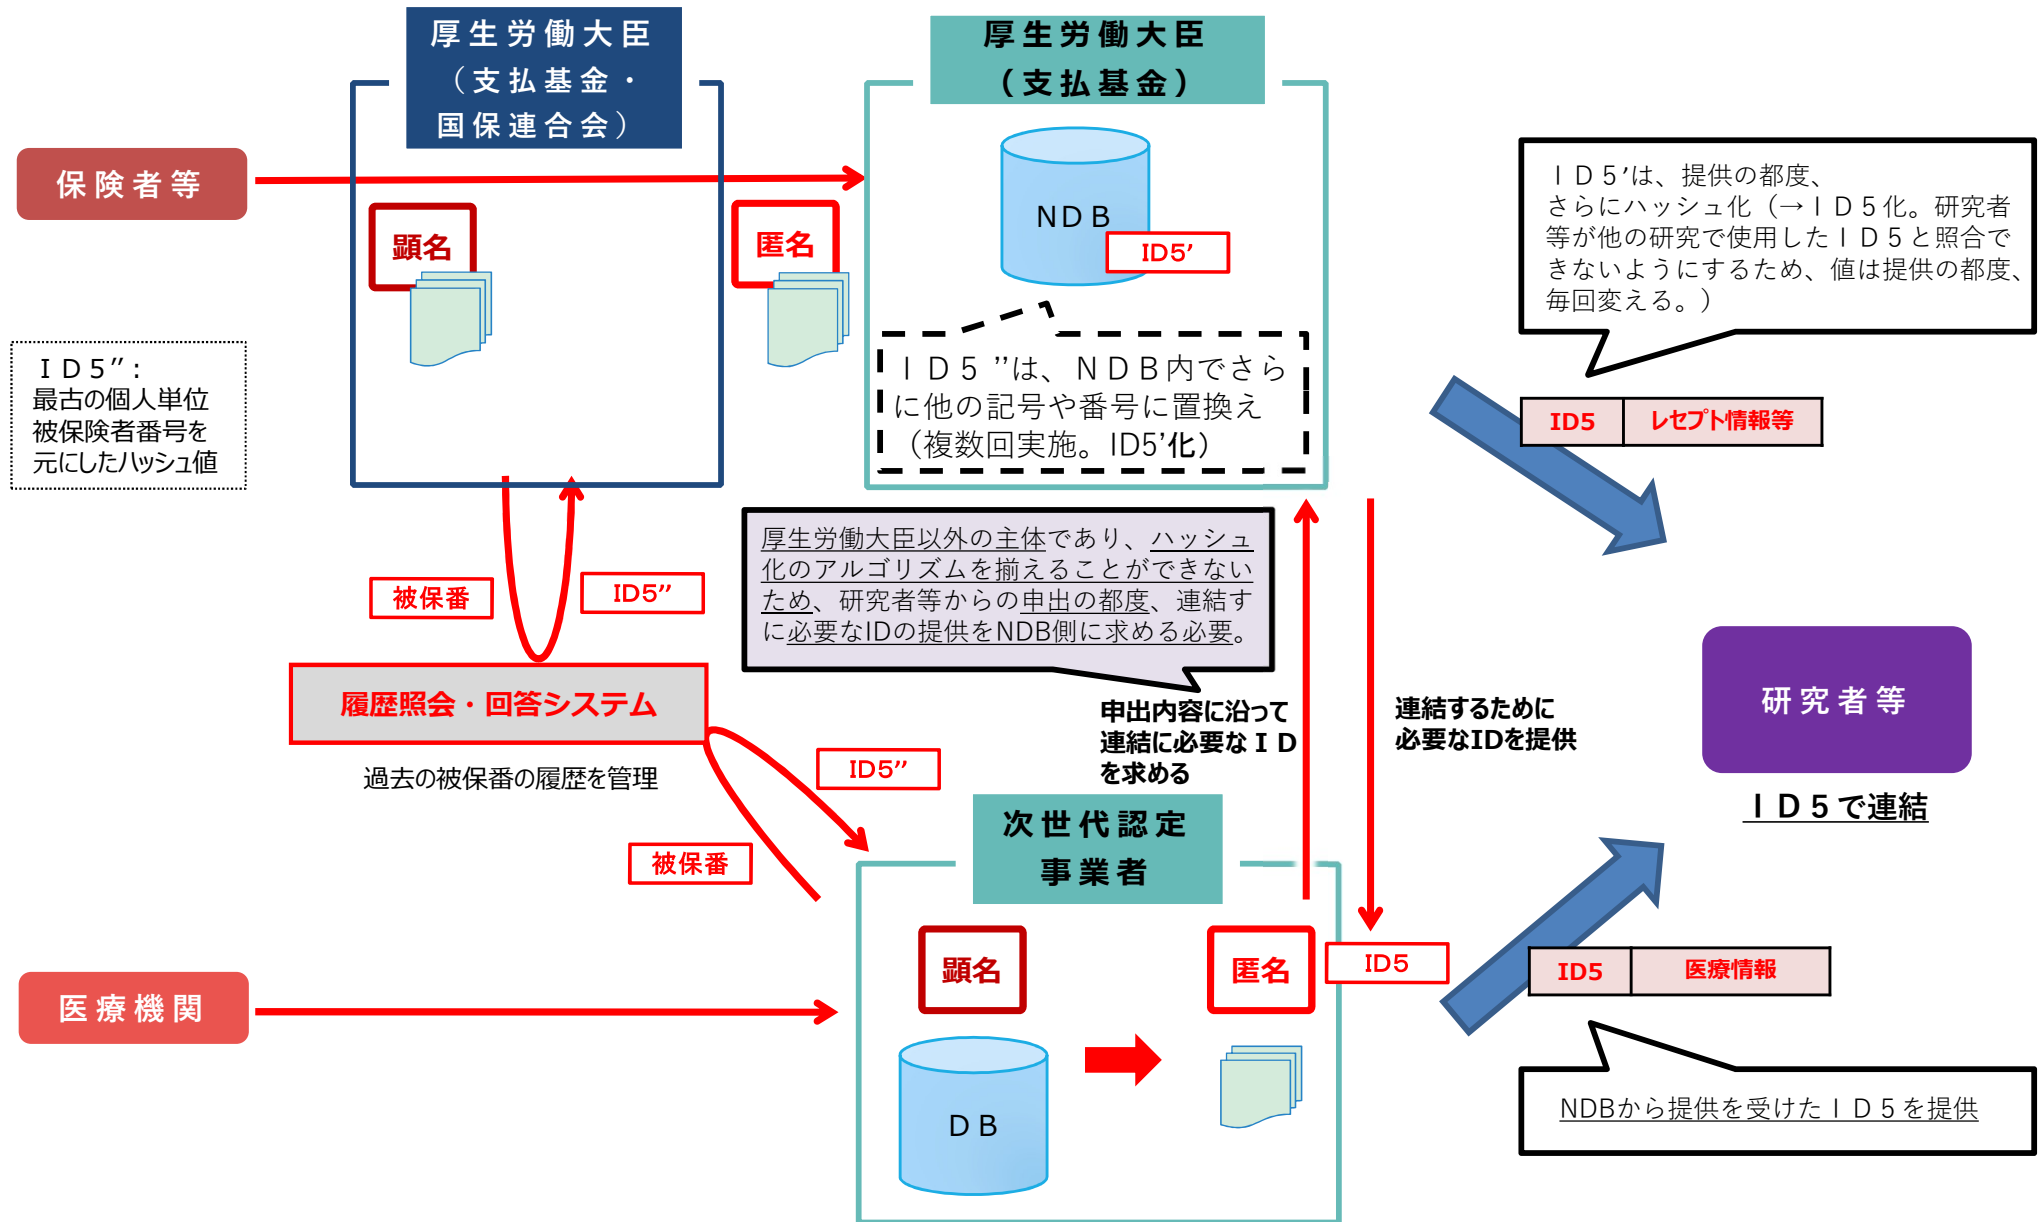 厚生労働大臣
（支払基金・
国保連合会）
厚生労働大臣
（支払基金）
保険者等
顕名
匿名
NDB
ID5’
ＩＤ５’は、提供の都度、
さらにハッシュ化（→ＩＤ５化。研究者
等が他の研究で使用したＩＤ５と照合で
きないようにするため、値は提供の都度、
毎回変える。）
ＩＤ５’’：
最古の個人単位
被保険者番号を
元にしたハッシュ値
ＩＤ５’’は、ＮＤＢ内でさら
に他の記号や番号に置換え
（複数回実施。ID5’化）
ID5
レセプト情報等
厚生労働大臣以外の主体であり、ハッシュ
化のアルゴリズムを揃えることができない
ため、研究者等からの申出の都度、連結す
に必要なIDの提供をNDB側に求める必要。
被保番
ID5’’
履歴照会・回答システム
過去の被保番の履歴を管理
ID5’’
被保番
申出内容に沿って
連結に必要なＩＤ
を求める
連結するために
必要なIDを提供
研究者等
ＩＤ５で連結
次世代認定
事業者
顕名
匿名
ID5
ID5
医療情報
医療機関
ＤＢ
NDBから提供を受けたＩＤ５を提供